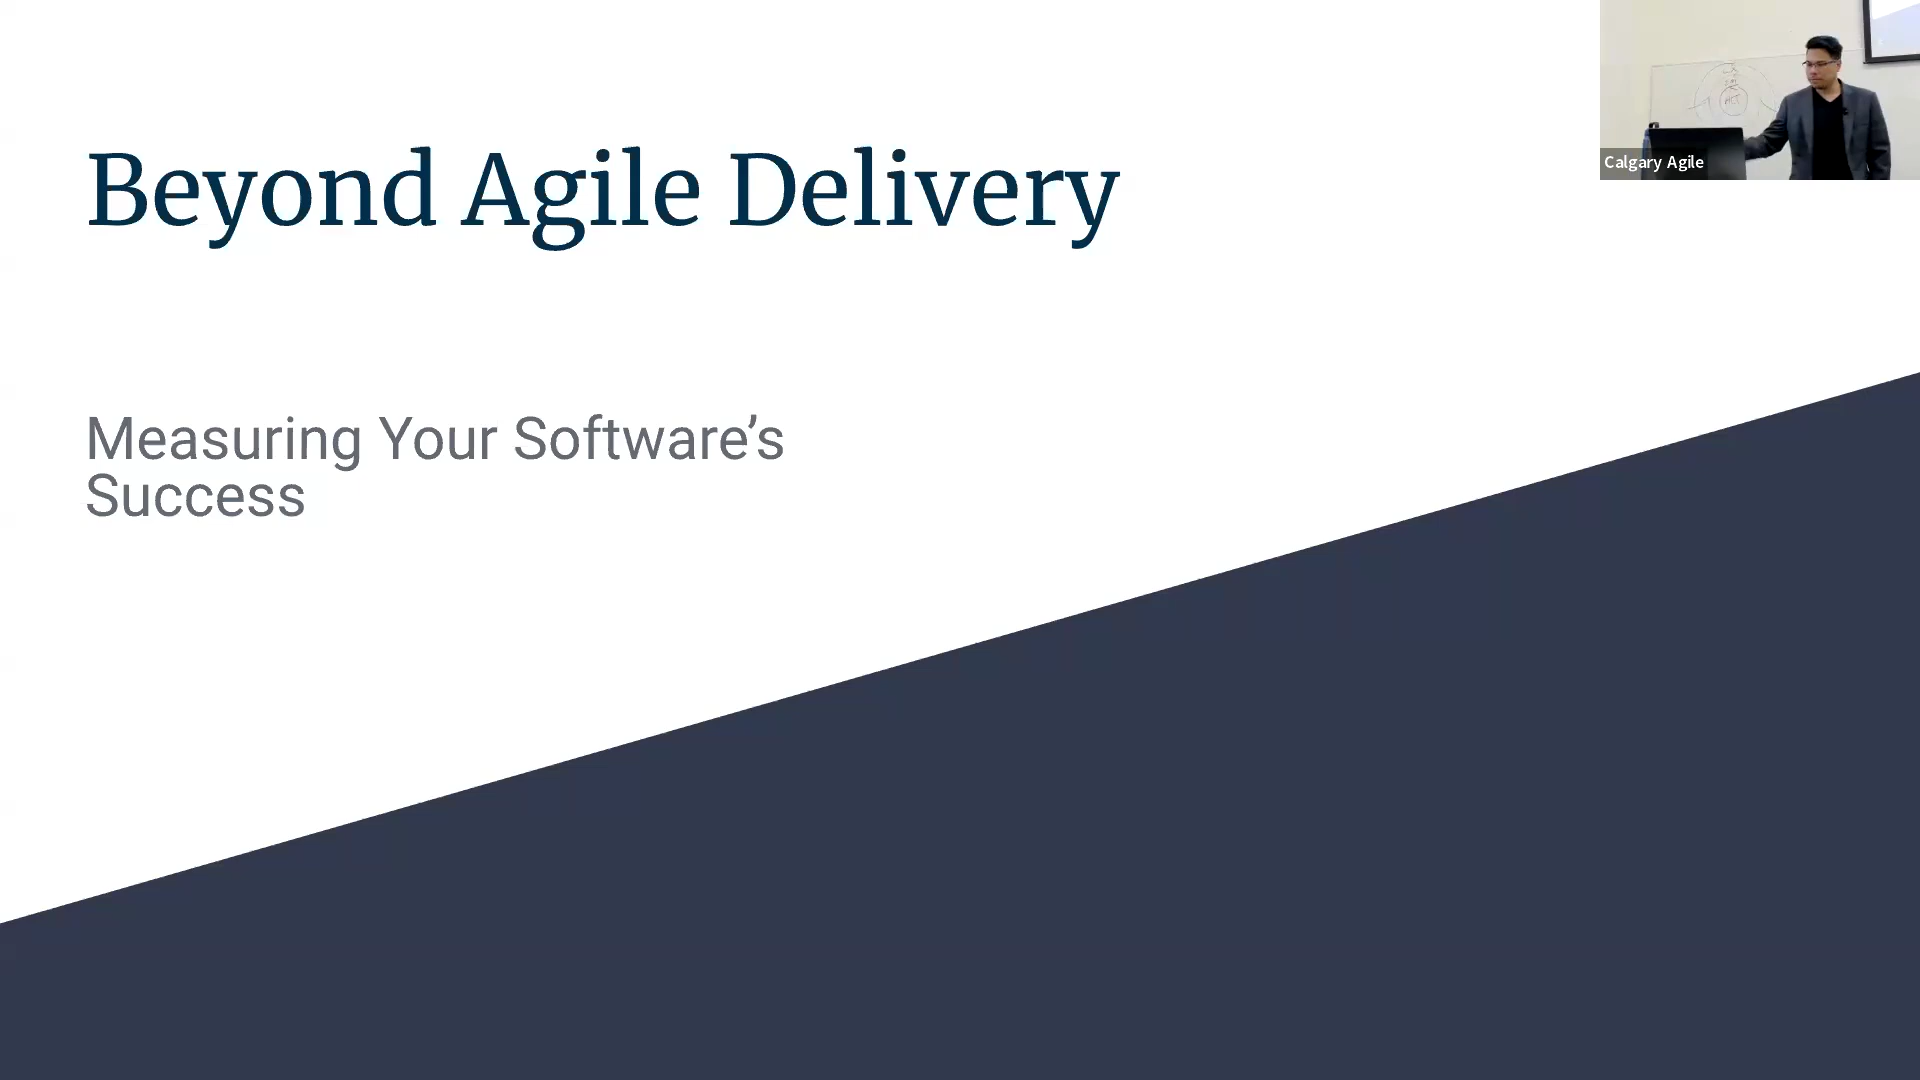 Beyond Agile Delivery
Measuring Your Software’s
Success
Calgary Agile